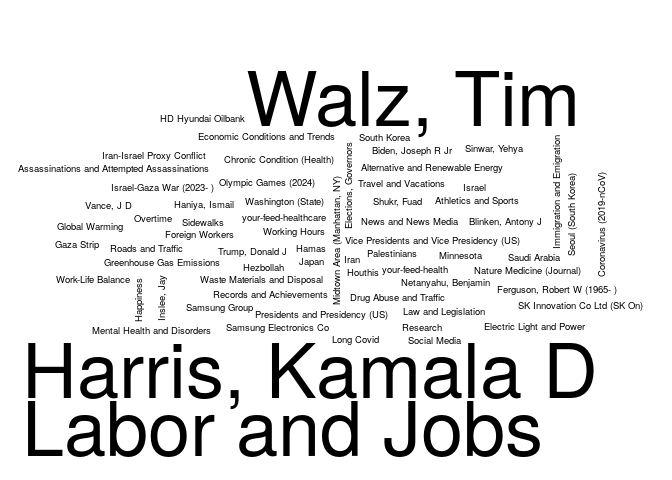 Walz, Tim
HD Hyundai Oilbank
Economic Conditions and Trends
South Korea
Biden, Joseph R Jr
Sinwar, Yehya
Iran-Israel Proxy Conflict
Chronic Condition (Health)
Assassinations and Attempted Assassinations
Alternative and Renewable Energy
Israel-Gaza War (2023- )
Olympic Games (2024)
Travel and Vacations
Israel
Vance, J D
Haniya, Ismail
Washington (State)
Shukr, Fuad
Athletics and Sports
Elections, Governors
Midtown Area (Manhattan, NY)
Immigration and Emigration
Seoul (South Korea)
Coronavirus (2019-nCoV)
Overtime
Sidewalks
your-feed-healthcare
News and News Media
Blinken, Antony J
Global Warming
Foreign Workers
Working Hours
Gaza Strip
Roads and Traffic
Trump, Donald J
Hamas
Vice Presidents and Vice Presidency (US)
Greenhouse Gas Emissions
Hezbollah
Japan
Iran
Palestinians
Minnesota
Saudi Arabia
Houthis
your-feed-health
Nature Medicine (Journal)
Work-Life Balance
Happiness
Inslee, Jay
Waste Materials and Disposal
Netanyahu, Benjamin
Ferguson, Robert W (1965- )
Records and Achievements
Drug Abuse and Traffic
Samsung Group
Presidents and Presidency (US)
Law and Legislation
SK Innovation Co Ltd (SK On)
Mental Health and Disorders
Samsung Electronics Co
Research
Electric Light and Power
Long Covid
Social Media
Harris, Kamala D
Labor and Jobs